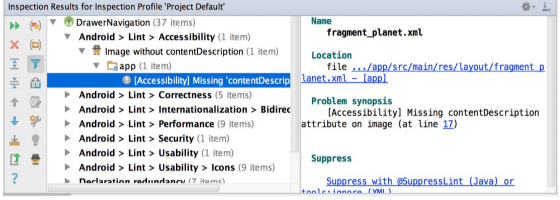 Inspection Results for Inspection Profile 'Project Default'
DrawerNavigation (37 items)
Android > Lint > Accessibility (1 item)
Image without contentDescription (1 item)
app (1 item)
[Accessibility] Missing 'contentDescrip
Android > Lint > Correctness (5 items)
Android > Lint > Internationalization > Bidirec
Android > Lint > Performance (9 items)
Android > Lint > Security (1 item)
Android > Lint > Usability (1 item)
Android > Lint > Usability > Icons (9 items)
Declaration redundancy (7 items)
Name
fragment_planet.xml
Location
file .../app/src/main/res/layout/fragment_p
lanet.xml – [app]
Problem synopsis
[Accessibility] Missing contentDescription
attribute on image (at line 17)
Suppress
Suppress with @SuppressLint (Java) or
tools:ignore (XML)